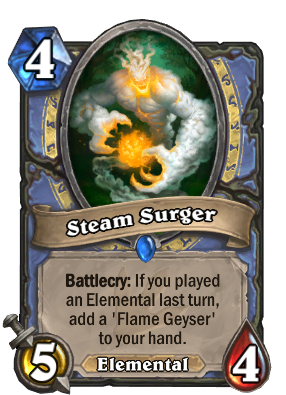 4
Steam Surger
Battlecry: If you played
an Elemental last turn,
add a 'Flame Geyser'
to your hand.
5
Elemental
4